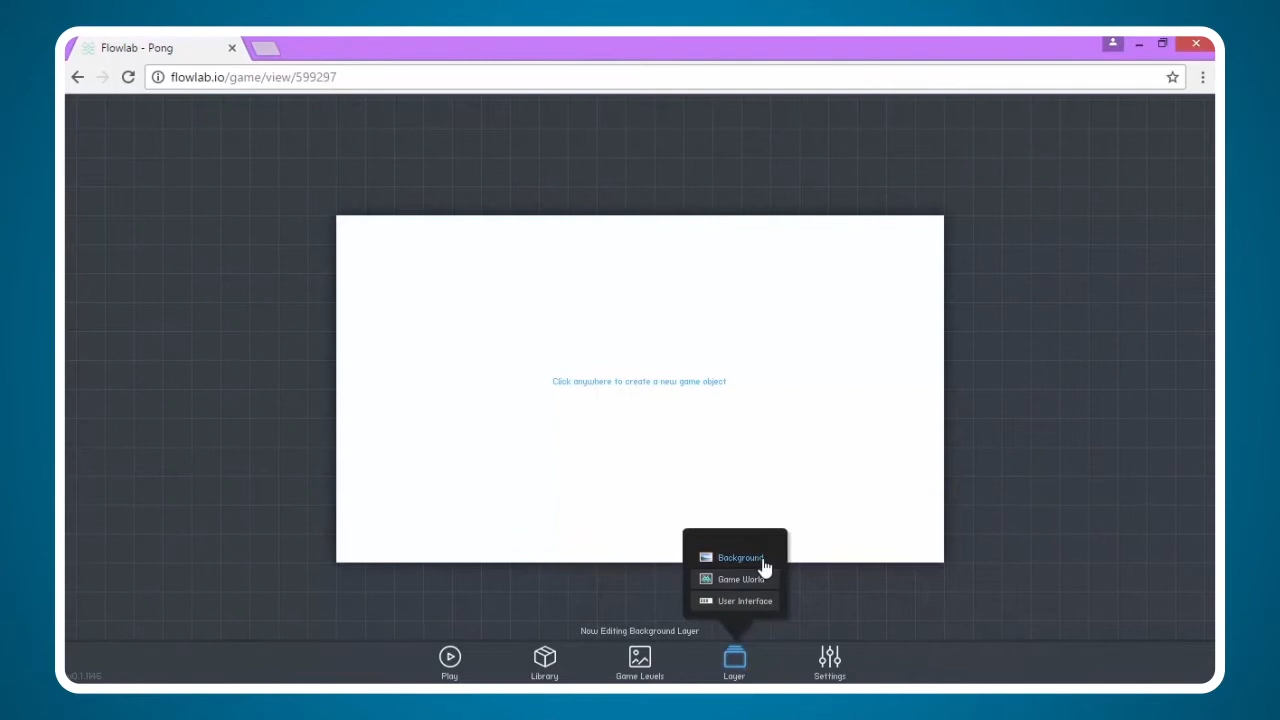 Flowlab - Pong
flowlab.io/game/view/599297
Click anywhere to create a new game object
Background
Game World
User Interface
Now Editing Background Layer
Play
Library
Game Levels
Layer
Settings